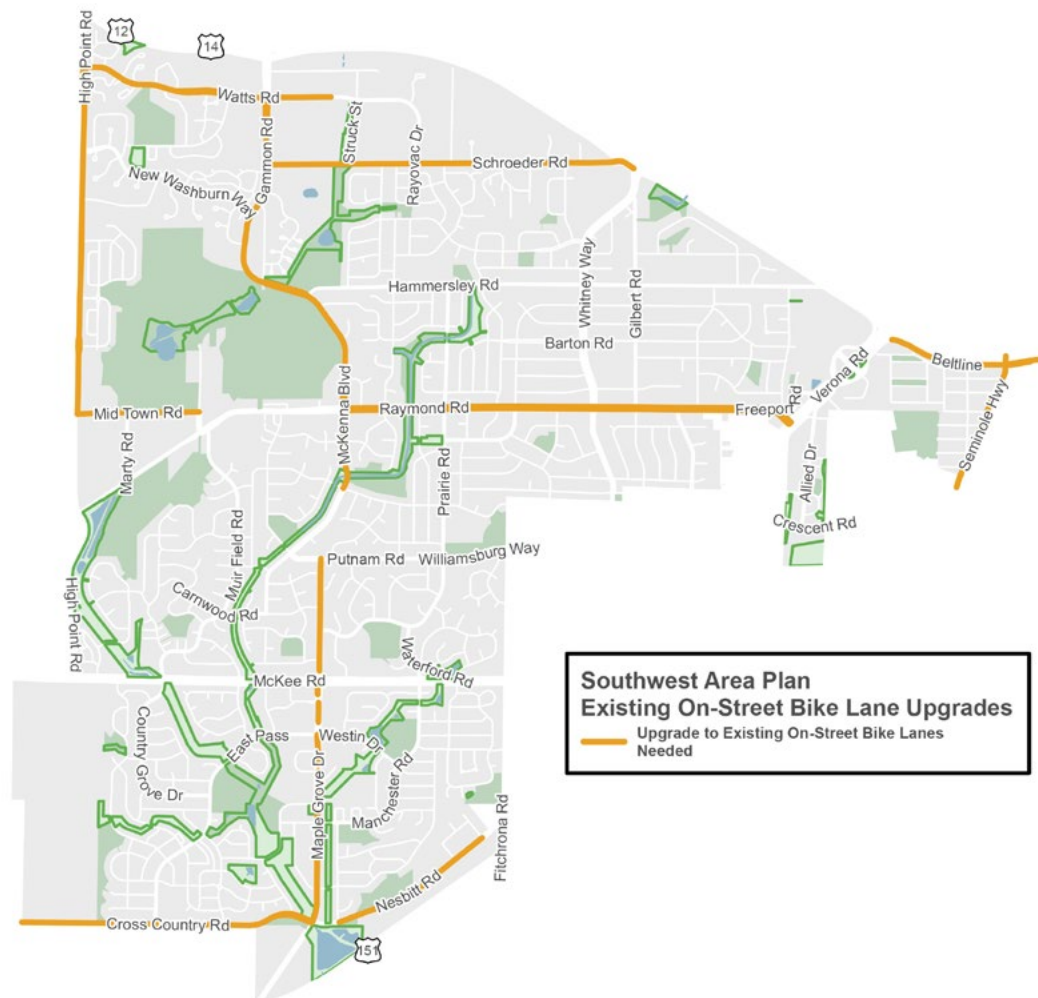 High Point Rd
12
14
Watts Rd
Gammon Rd
Struck St
Rayovac Dr
Schroeder Rd
New Washburn Way
Hammersley Rd
Whitney Way
Gilbert Rd
Barton Rd
Verona Rd
Beltline
Mid Town Rd
McKenna Blvd
Raymond Rd
Freeport Rd
Seminole Hwy
Marty Rd
Prairie Rd
Allied Dr
Crescent Rd
Muir Field Rd
Putnam Rd
Williamsburg Way
Carnwood Rd
High Point Rd
Waterford Rd
McKee Rd
Country Grove Dr
East Pass
Westin Dr
Maple Grove Dr
Manchester Rd
Fitchrona Rd
Nesbitt Rd
Cross Country Rd
151
Southwest Area Plan
Existing On-Street Bike Lane Upgrades
Upgrade to Existing On-Street Bike Lanes
Needed